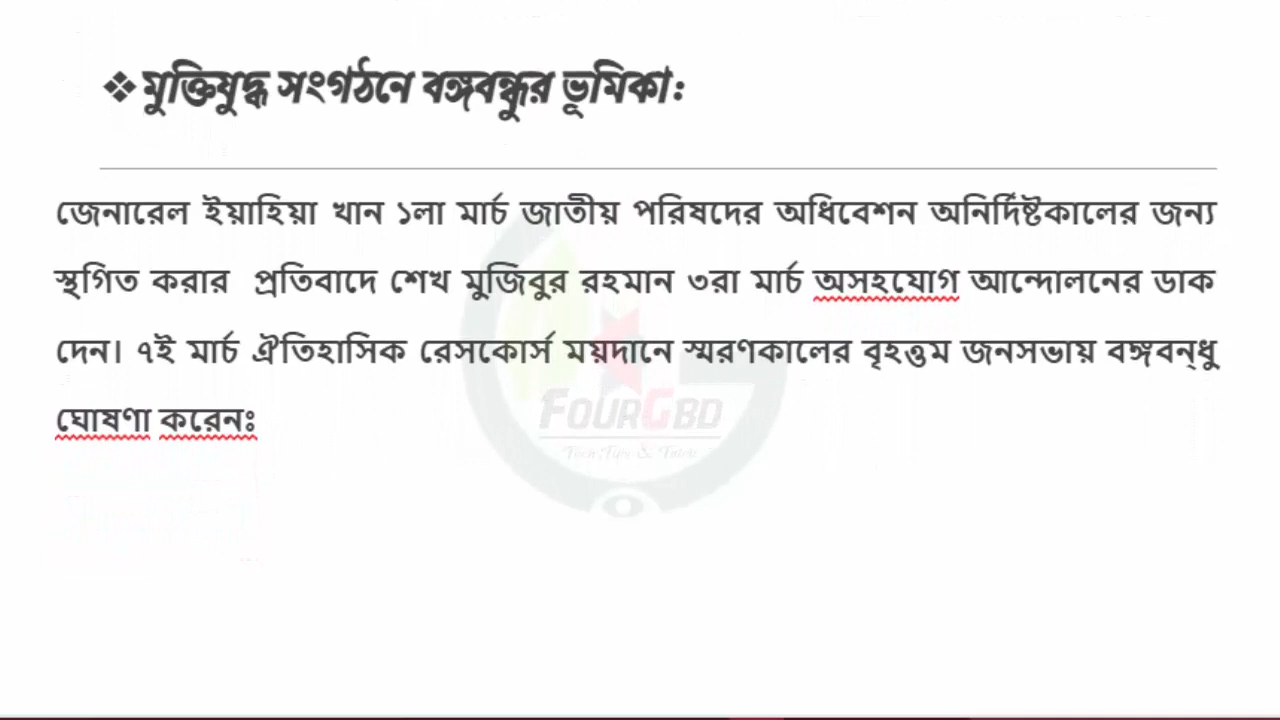 ❖মুক্তিযুদ্ধ সংগঠনে বঙ্গবন্ধুর ভূমিকা:
জেনারেল ইয়াহিয়া খান ১লা মার্চ জাতীয় পরিষদের অধিবেশন অনির্দিষ্টকালের জন্য
স্থগিত করার প্রতিবাদে শেখ মুজিবুর রহমান ৩রা মার্চ অসহযোগ আন্দোলনের ডাক
দেন। ৭ই মার্চ ঐতিহাসিক রেসকোর্স ময়দানে স্মরণকালের বৃহত্তম জনসভায় বঙ্গবন্ধু
ঘোষণা করেনঃ
FOURGBD